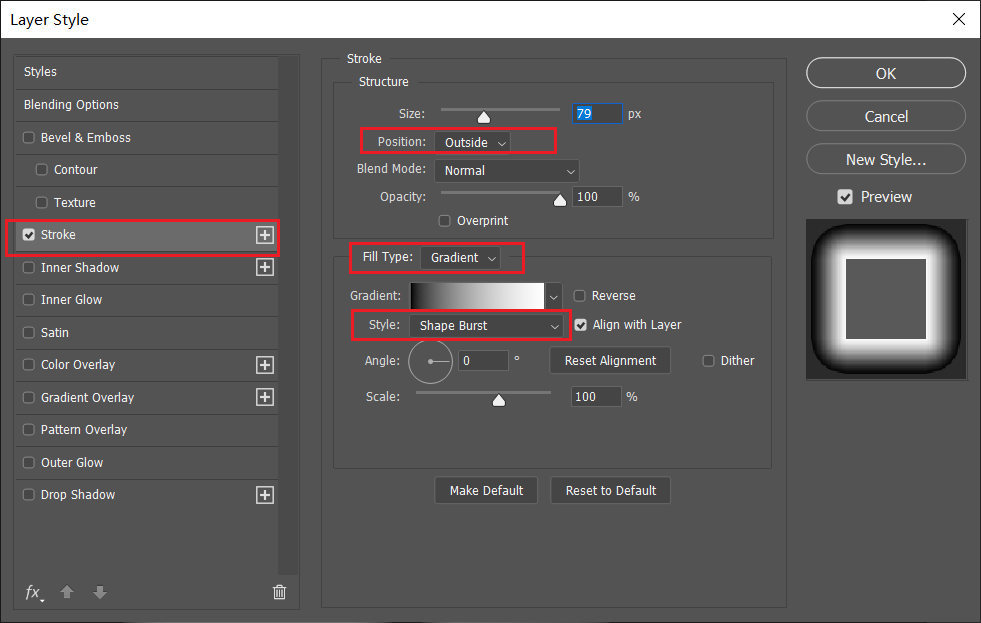 Layer Style
Styles
Blending Options
Bevel & Emboss
Contour
Texture
Stroke
Inner Shadow
Inner Glow
Satin
Color Overlay
Gradient Overlay
Pattern Overlay
Outer Glow
Drop Shadow
fx
Stroke
Structure
Size: 79 px
Position: Outside
Blend Mode: Normal
Opacity: 100 %
Overprint
Fill Type: Gradient
Gradient: Reverse
Style: Shape Burst Align with Layer
Angle: 0 ° Reset Alignment Dither
Scale: 100 %
Make Default Reset to Default
OK
Cancel
New Style...
Preview